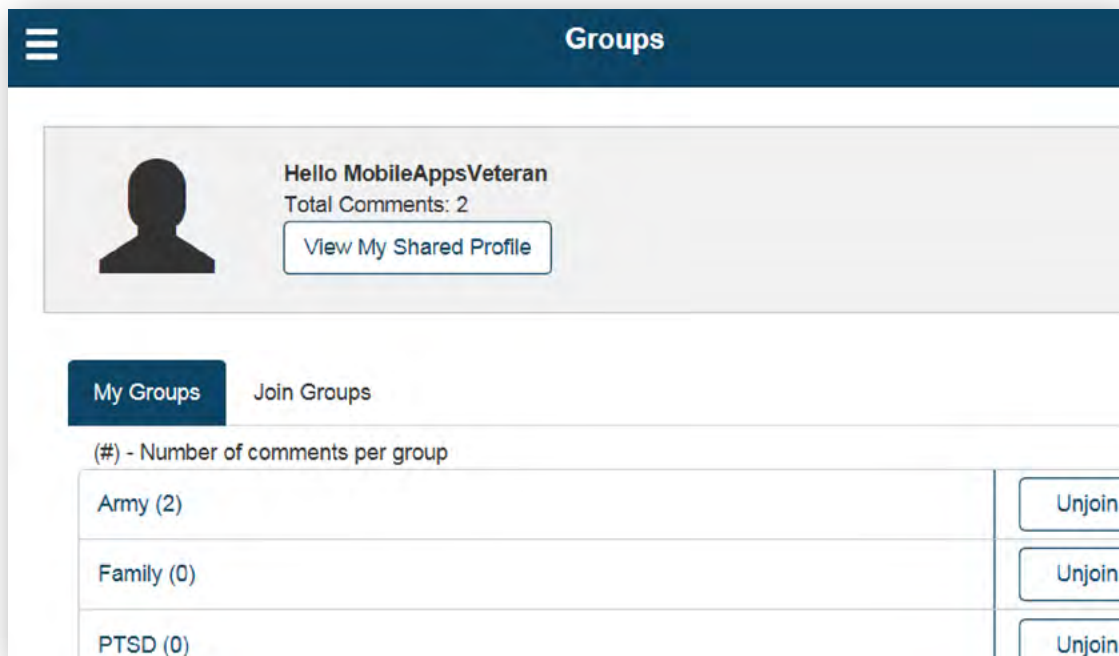 Groups
Hello MobileAppsVeteran
Total Comments: 2
View My Shared Profile
My Groups Join Groups
(#) - Number of comments per group
Army (2) Unjoin
Family (0) Unjoin
PTSD (0) Unjoin